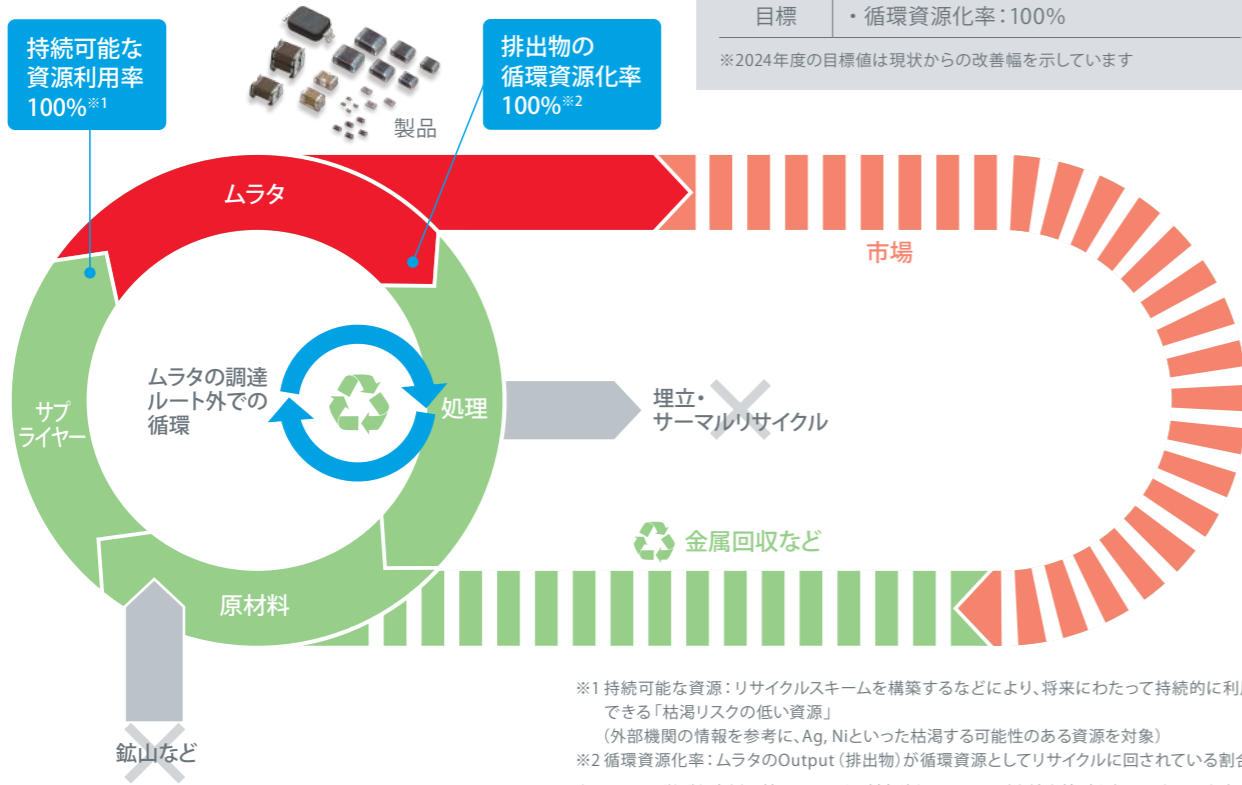 目標 ・循環資源化率：100%
※2024年度の目標値は現状からの改善幅を示しています
持続可能な
資源利用率
100%※1
製品
排出物の
循環資源化率
100%※2
ムラタ
市場
ムラタの調達
ルート外での
循環
処理
埋立・
サーマルリサイクル
サプ
ライヤー
金属回収など
原材料
鉱山など
※1 持続可能な資源：リサイクルスキームを構築するなどにより、将来にわたって持続的に利用
できる「枯渇リスクの低い資源」
（外部機関の情報を参考に、Ag, Niといった枯渇する可能性のある資源を対象）
※2 循環資源化率：ムラタのOutput（排出物）が循環資源としてリサイクルに回されている割合